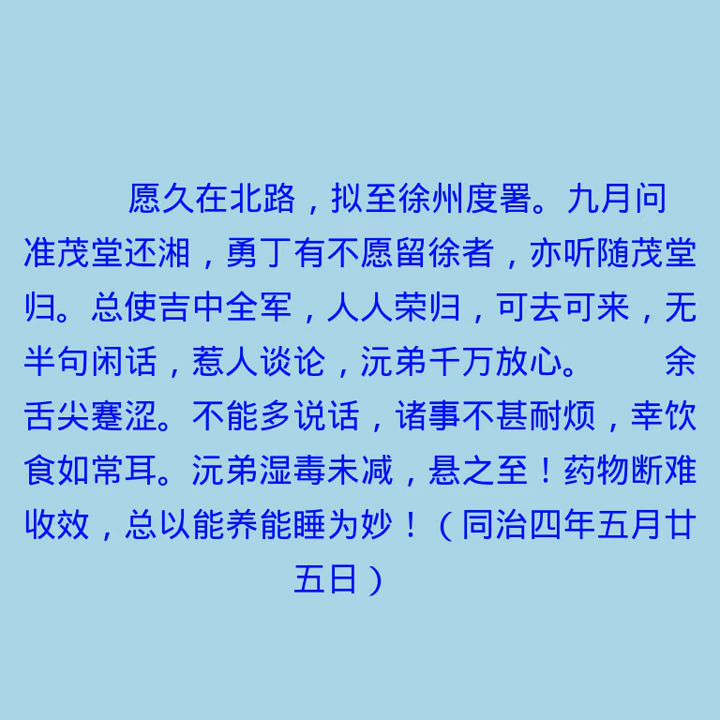 愿久在北路，拟至徐州度署。九月问
准茂堂还湘，勇丁有不愿留徐者，亦听随茂堂
归。总使吉中全军，人人荣归，可去可来，无
半句闲话，惹人谈论，沅弟千万放心。　　余
舌尖蹇涩。不能多说话，诸事不甚耐烦，幸饮
食如常耳。沅弟湿毒未减，悬之至！药物断难
收效，总以能养能睡为妙！（同治四年五月廿
五日）